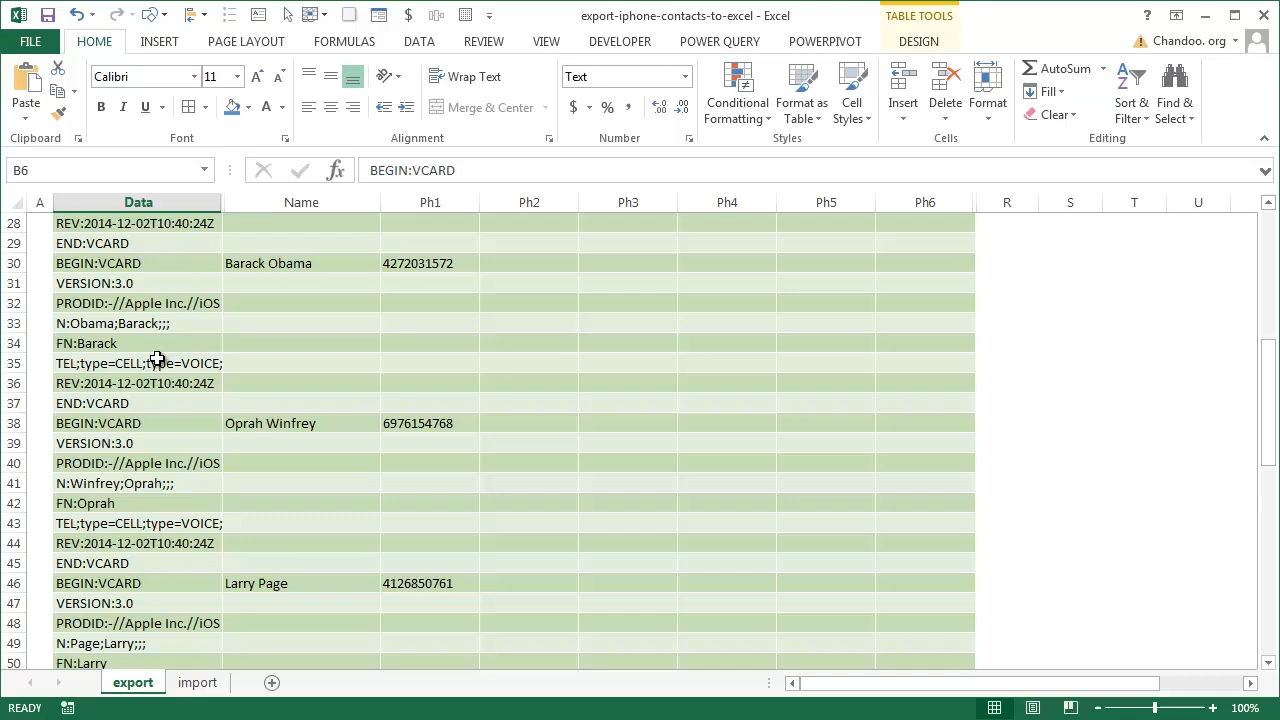 export-iphone-contacts-to-excel - Excel
TABLE TOOLS
FILE HOME INSERT PAGE LAYOUT FORMULAS DATA REVIEW VIEW DEVELOPER POWERQUERY POWERPIVOT DESIGN Chandoo. org
Paste
Calibri 11
B I U A
Wrap Text
Merge & Center
Text
$ % ,
Conditional Formatting
Format as Table
Cell Styles
Insert
Delete
Format
AutoSum
Fill
Clear
Sort & Filter
Find & Select
Clipboard Font Alignment Number Styles Cells Editing
B6 fx BEGIN:VCARD
A Data Name Ph1 Ph2 Ph3 Ph4 Ph5 Ph6 R S T U
28 REV:2014-12-02T10:40:24Z
29 END:VCARD
30 BEGIN:VCARD Barack Obama 4272031572
31 VERSION:3.0
32 PRODID:-//Apple Inc.//iOS
33 N:Obama;Barack;;;
34 FN:Barack
35 TEL;type=CELL;type=VOICE;
36 REV:2014-12-02T10:40:24Z
37 END:VCARD
38 BEGIN:VCARD Oprah Winfrey 6976154768
39 VERSION:3.0
40 PRODID:-//Apple Inc.//iOS
41 N:Winfrey;Oprah;;;
42 FN:Oprah
43 TEL;type=CELL;type=VOICE;
44 REV:2014-12-02T10:40:24Z
45 END:VCARD
46 BEGIN:VCARD Larry Page 4126850761
47 VERSION:3.0
48 PRODID:-//Apple Inc.//iOS
49 N:Page;Larry;;;
50 FN:Larry
export import
READY 100%